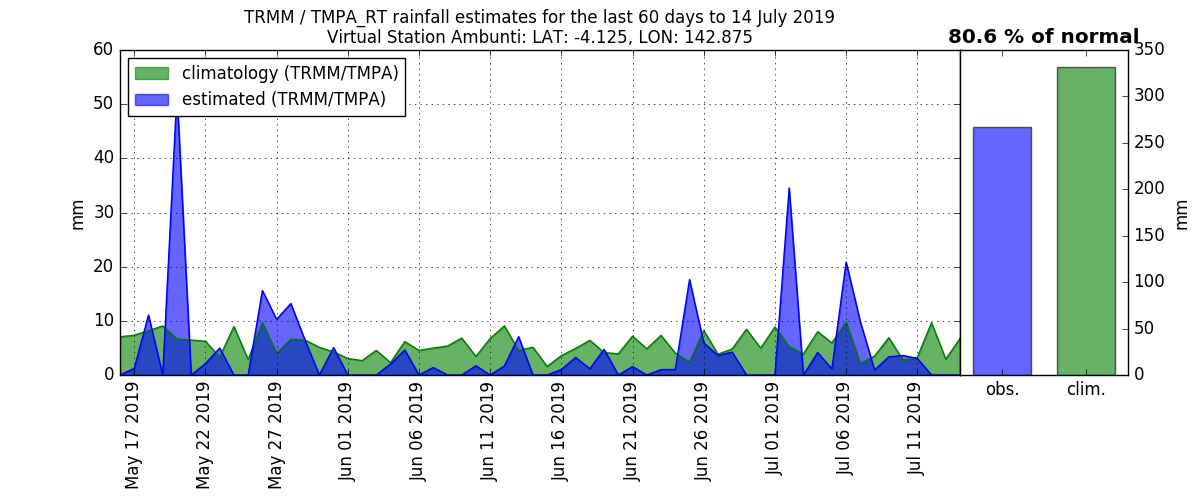 TRMM / TMPA_RT rainfall estimates for the last 60 days to 14 July 2019
Virtual Station Ambunti: LAT: -4.125, LON: 142.875
80.6 % of normal
climatology (TRMM/TMPA)
estimated (TRMM/TMPA)
60
50
40
30
20
10
0
mm
May 17 2019
May 22 2019
May 27 2019
Jun 01 2019
Jun 06 2019
Jun 11 2019
Jun 16 2019
Jun 21 2019
Jun 26 2019
Jul 01 2019
Jul 06 2019
Jul 11 2019
350
300
250
200
150
100
50
0
mm
obs.
clim.